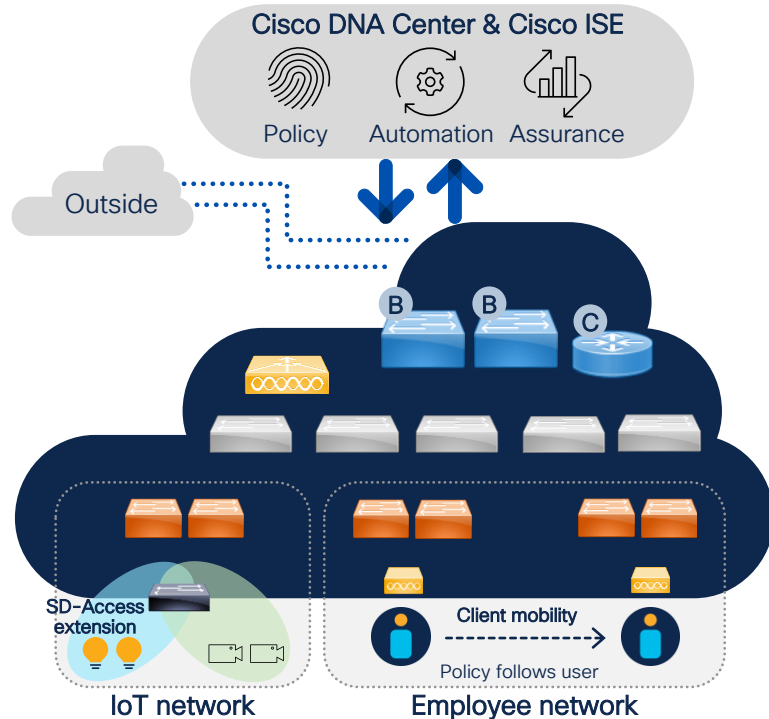 Cisco DNA Center & Cisco ISE
Policy
Automation
Assurance
Outside
B
B
C
SD-Access
extension
Client mobility
Policy follows user
IoT network
Employee network